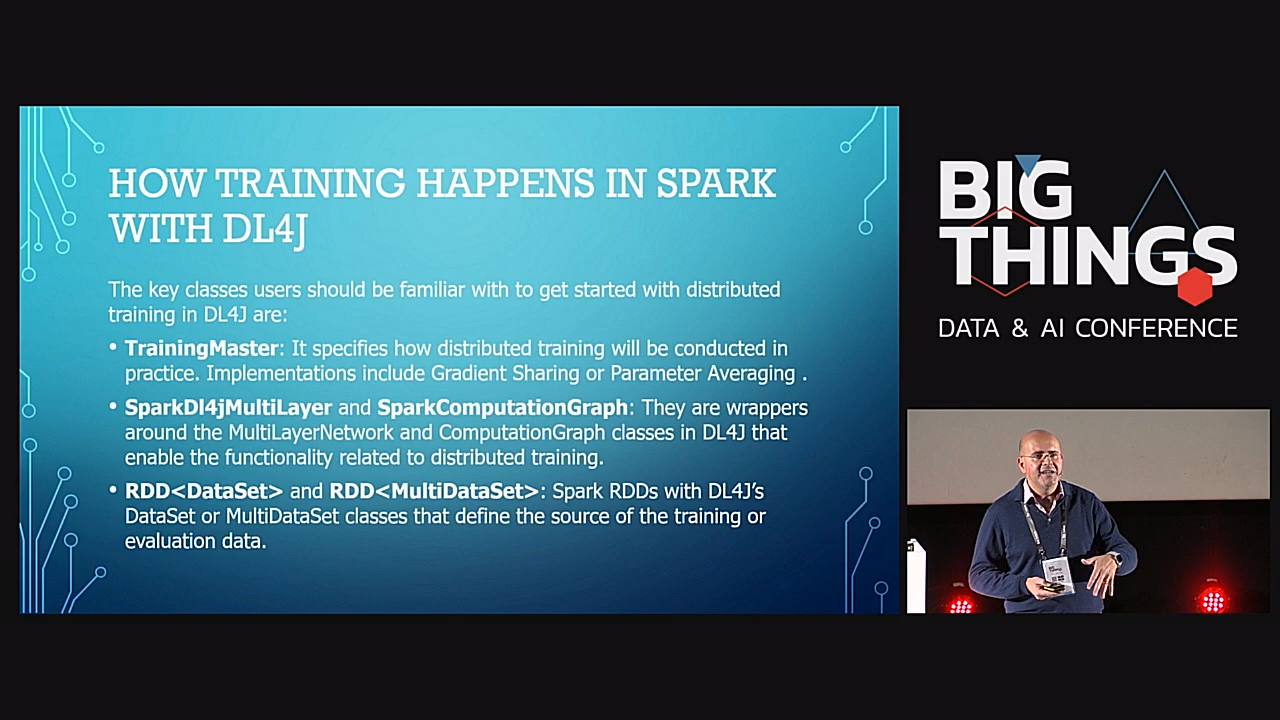 HOW TRAINING HAPPENS IN SPARK
WITH DL4J
The key classes users should be familiar with to get started with distributed
training in DL4J are:
• TrainingMaster: It specifies how distributed training will be conducted in
practice. Implementations include Gradient Sharing or Parameter Averaging .
• SparkDl4jMultiLayer and SparkComputationGraph: They are wrappers
around the MultiLayerNetwork and ComputationGraph classes in DL4J that
enable the functionality related to distributed training.
• RDD<DataSet> and RDD<MultiDataSet>: Spark RDDs with DL4J’s
DataSet or MultiDataSet classes that define the source of the training or
evaluation data.
BIG
THINGS
DATA & AI CONFERENCE
BIG
THINGS